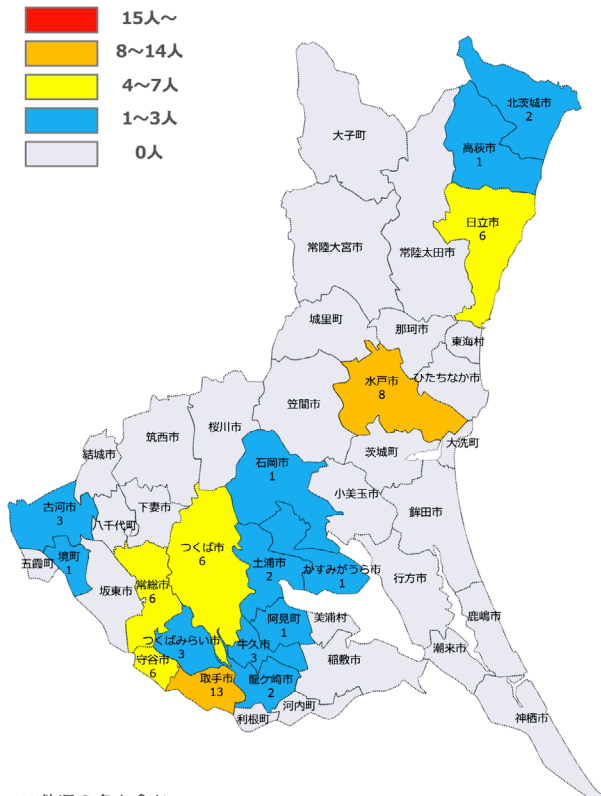 15人～
8～14人
4～7人
1～3人
0人
北茨城市
2
大子町
高萩市
1
日立市
6
常陸大宮市
常陸太田市
城里町
那珂市
東海村
水戸市
8
ひたちなか市
笠間市
桜川市
筑西市
大洗町
茨城町
結城市
石岡市
1
小美玉市
古河市
3
八千代町
下妻市
鉾田市
つくば市
6
五霞町
境町
1
土浦市
2
かすみがうら市
1
行方市
坂東市
常総市
6
阿見町
1
美浦村
鹿嶋市
つくばみらい市
3
牛久市
3
潮来市
守谷市
6
稲敷市
取手市
13
龍ケ崎市
2
利根町
河内町
神栖市